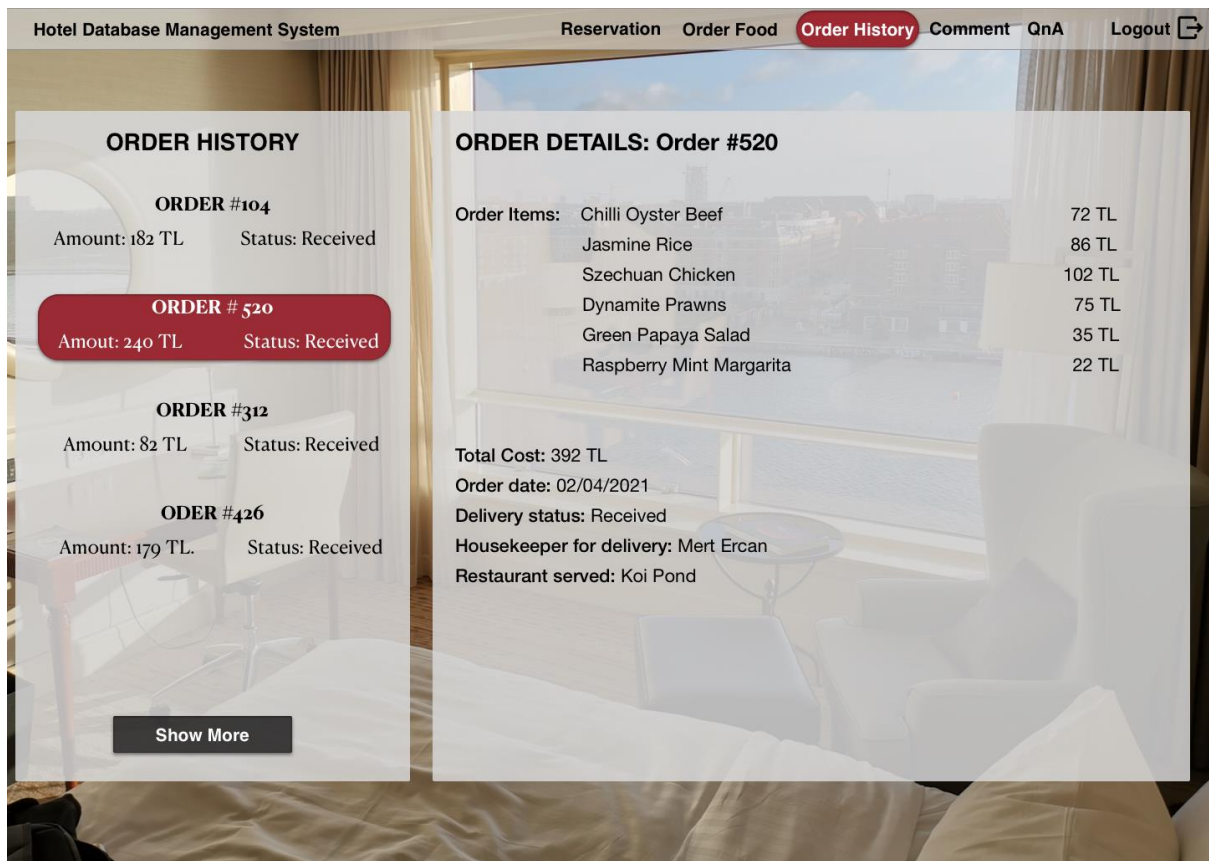 Hotel Database Management System Reservation Order Food Order History Comment QnA Logout
ORDER HISTORY
ORDER #104
Amount: 182 TL Status: Received
ORDER # 520
Amout: 240 TL Status: Received
ORDER #312
Amount: 82 TL Status: Received
ODER #426
Amount: 179 TL. Status: Received
Show More
ORDER DETAILS: Order #520
Order Items: Chilli Oyster Beef 72 TL
Jasmine Rice 86 TL
Szechuan Chicken 102 TL
Dynamite Prawns 75 TL
Green Papaya Salad 35 TL
Raspberry Mint Margarita 22 TL
Total Cost: 392 TL
Order date: 02/04/2021
Delivery status: Received
Housekeeper for delivery: Mert Ercan
Restaurant served: Koi Pond